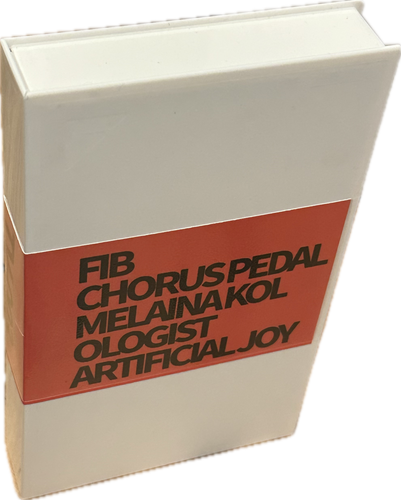 FIB
CHORUS PEDAL
MELAINA KOL
OLOGIST
ARTIFICIAL JOY